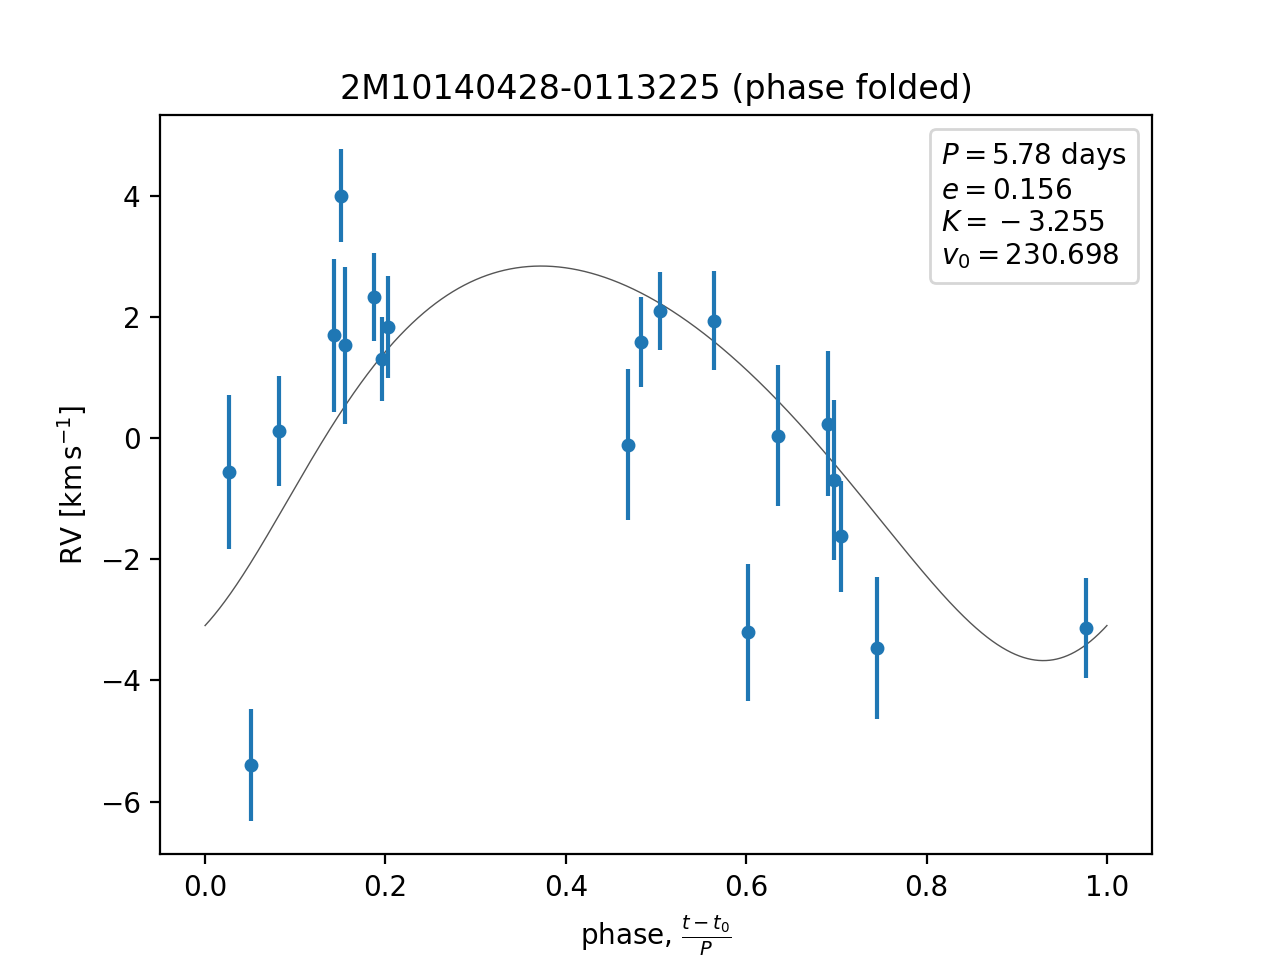 2M10140428-0113225 (phase folded)
P = 5.78 days
e = 0.156
K = −3.255
v₀ = 230.698
RV [km s⁻¹]
4
2
0
−2
−4
−6
0.0 0.2 0.4 0.6 0.8 1.0
phase, (t − t₀)/P